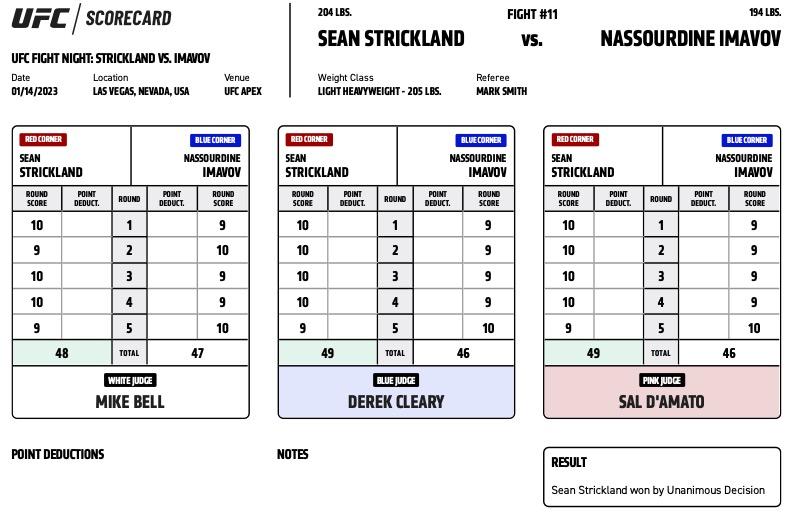 UFC / SCORECARD
UFC FIGHT NIGHT: STRICKLAND VS. IMAVOV
Date Location Venue
01/14/2023 LAS VEGAS, NEVADA, USA UFC APEX
204 LBS. FIGHT #11 194 LBS.
SEAN STRICKLAND vs. NASSOURDINE IMAVOV
Weight Class Referee
LIGHT HEAVYWEIGHT - 205 LBS. MARK SMITH
RED CORNER BLUE CORNER
SEAN NASSOURDINE
STRICKLAND IMAVOV
ROUND POINT ROUND POINT ROUND
SCORE DEDUCT. DEDUCT. SCORE
10 1 9
9 2 10
10 3 9
10 4 9
9 5 10
48 TOTAL 47
WHITE JUDGE
MIKE BELL
RED CORNER BLUE CORNER
SEAN NASSOURDINE
STRICKLAND IMAVOV
ROUND POINT ROUND POINT ROUND
SCORE DEDUCT. DEDUCT. SCORE
10 1 9
10 2 9
10 3 9
10 4 9
9 5 10
49 TOTAL 46
BLUE JUDGE
DEREK CLEARY
RED CORNER BLUE CORNER
SEAN NASSOURDINE
STRICKLAND IMAVOV
ROUND POINT ROUND POINT ROUND
SCORE DEDUCT. DEDUCT. SCORE
10 1 9
10 2 9
10 3 9
10 4 9
9 5 10
49 TOTAL 46
PINK JUDGE
SAL D'AMATO
POINT DEDUCTIONS
NOTES
RESULT
Sean Strickland won by Unanimous Decision